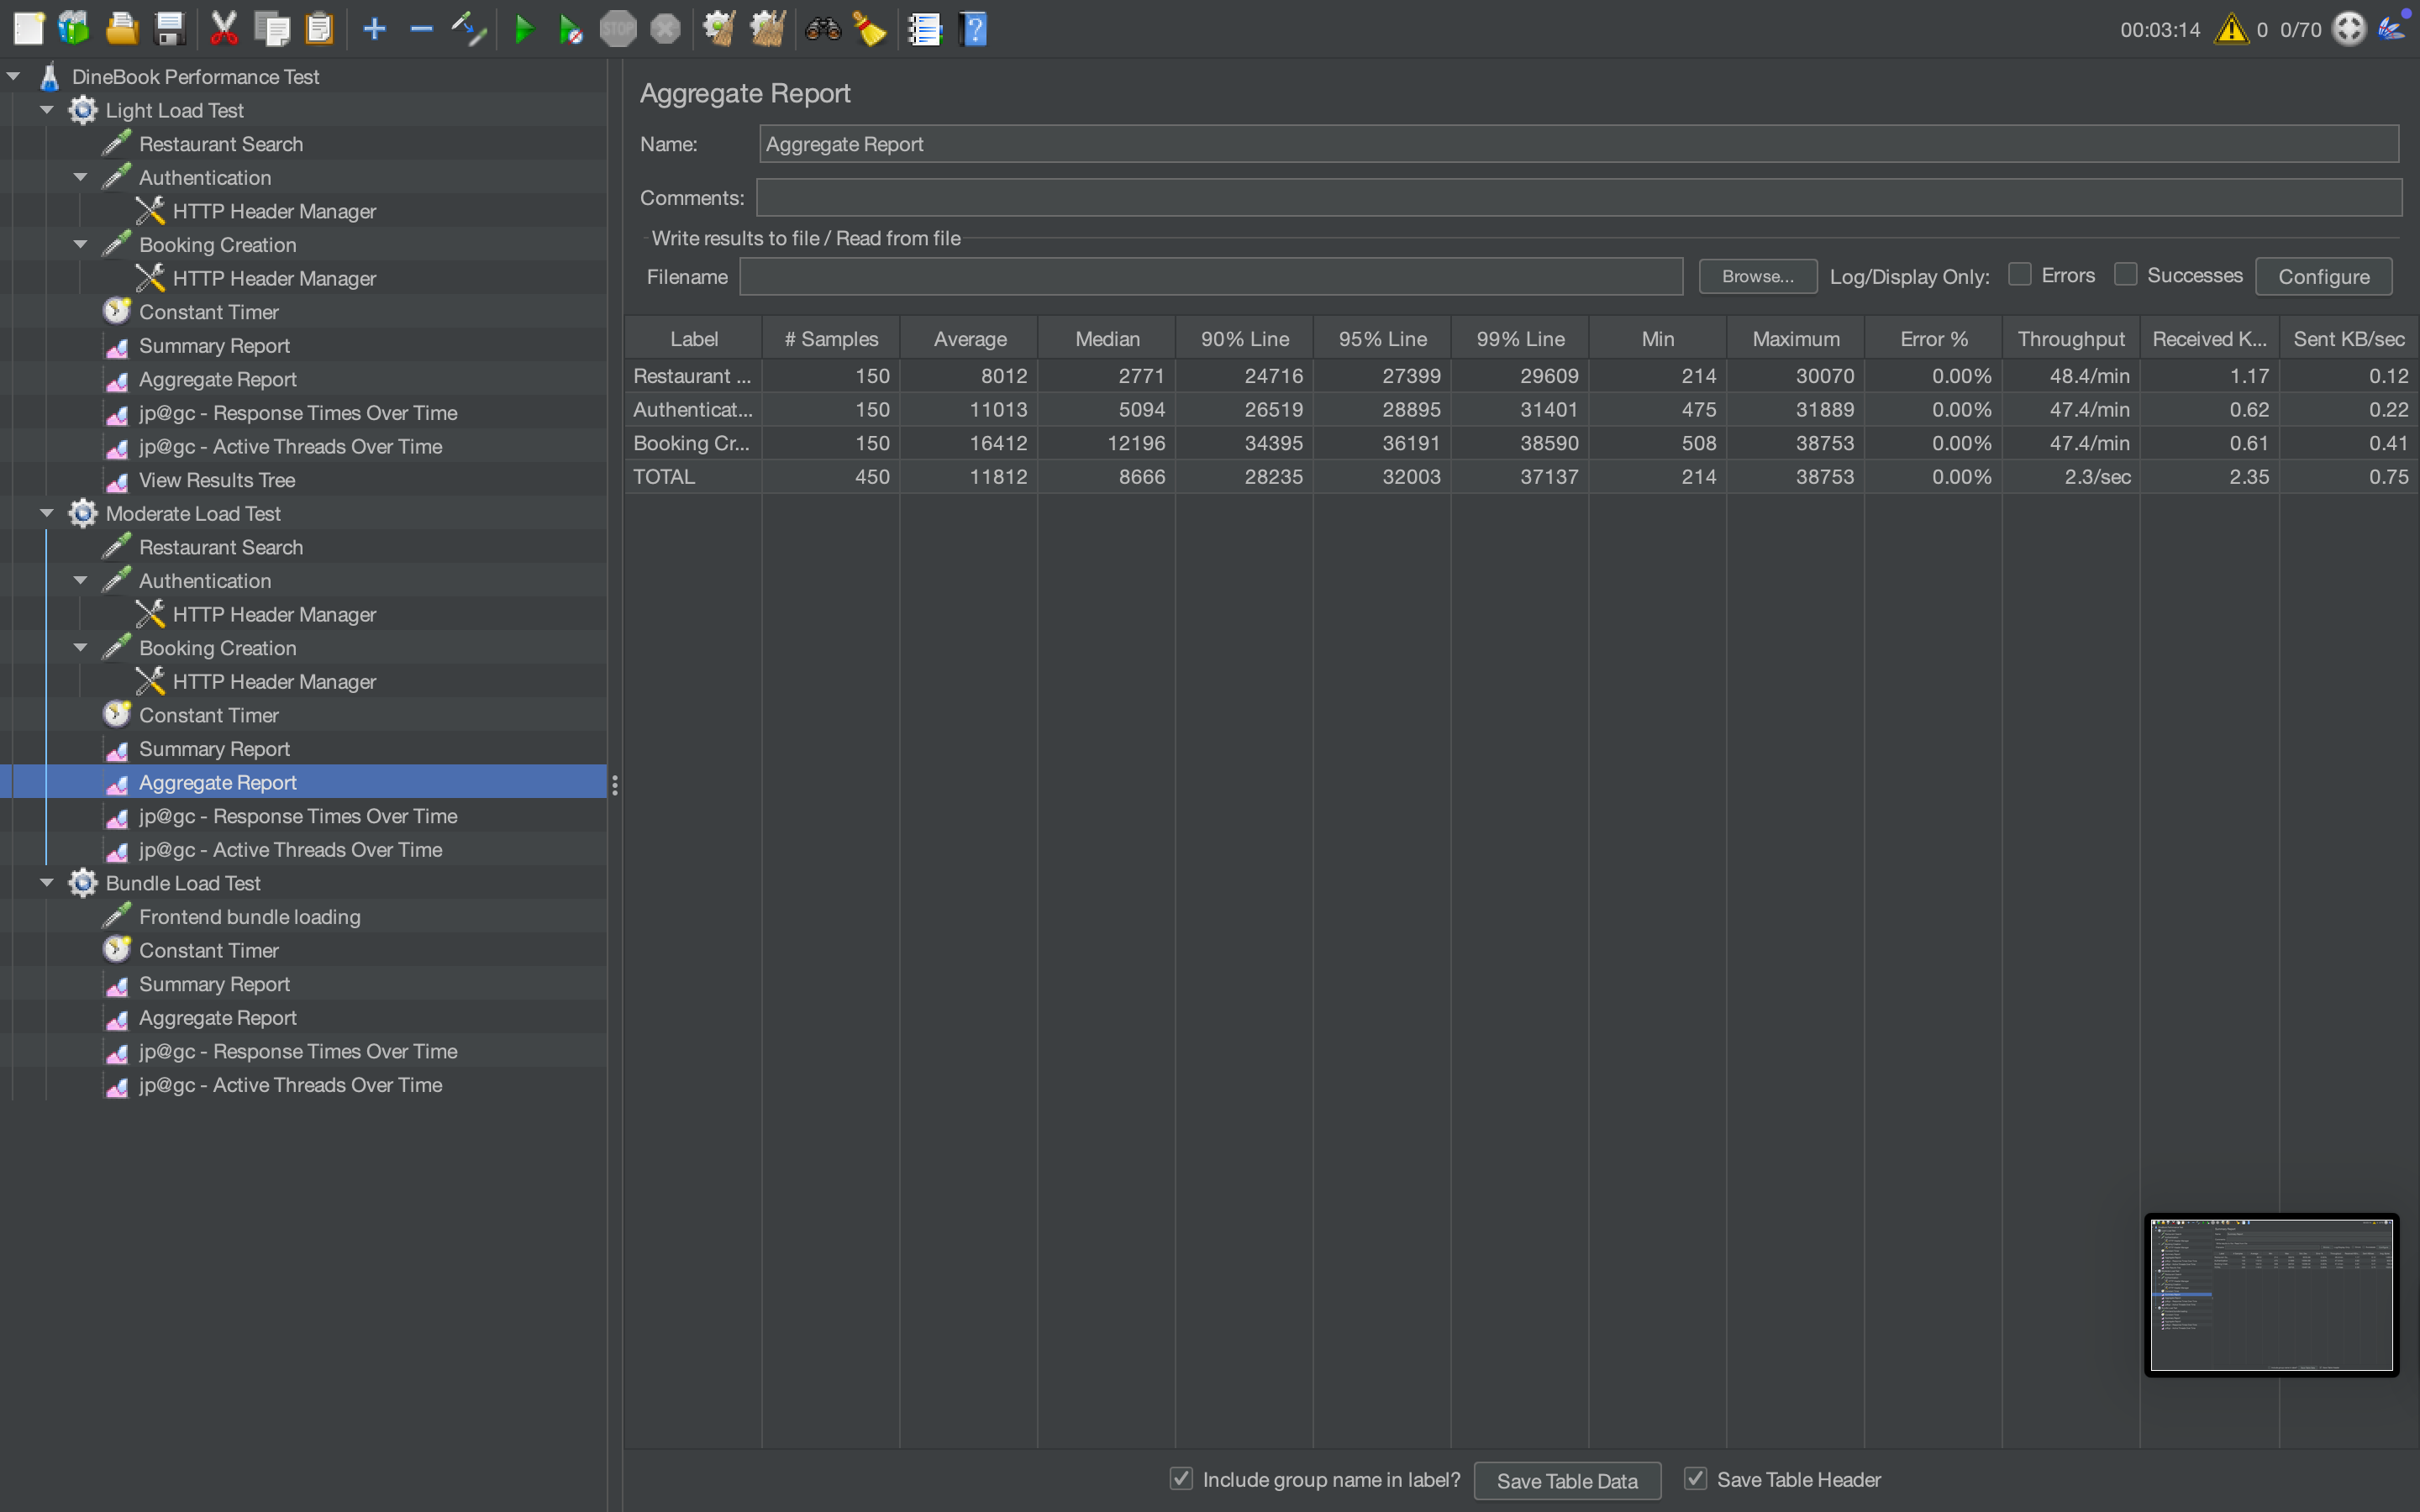 STOP
00:03:14 0 0/70
DineBook Performance Test
Light Load Test
Restaurant Search
Authentication
HTTP Header Manager
Booking Creation
HTTP Header Manager
Constant Timer
Summary Report
Aggregate Report
jp@gc - Response Times Over Time
jp@gc - Active Threads Over Time
View Results Tree
Moderate Load Test
Restaurant Search
Authentication
HTTP Header Manager
Booking Creation
HTTP Header Manager
Constant Timer
Summary Report
Aggregate Report
jp@gc - Response Times Over Time
jp@gc - Active Threads Over Time
Bundle Load Test
Frontend bundle loading
Constant Timer
Summary Report
Aggregate Report
jp@gc - Response Times Over Time
jp@gc - Active Threads Over Time
Aggregate Report
Name: Aggregate Report
Comments:
Write results to file / Read from file
Filename Browse... Log/Display Only: Errors Successes Configure
Label # Samples Average Median 90% Line 95% Line 99% Line Min Maximum Error % Throughput Received K... Sent KB/sec
Restaurant ... 150 8012 2771 24716 27399 29609 214 30070 0.00% 48.4/min 1.17 0.12
Authenticat... 150 11013 5094 26519 28895 31401 475 31889 0.00% 47.4/min 0.62 0.22
Booking Cr... 150 16412 12196 34395 36191 38590 508 38753 0.00% 47.4/min 0.61 0.41
TOTAL 450 11812 8666 28235 32003 37137 214 38753 0.00% 2.3/sec 2.35 0.75
Include group name in label? Save Table Data Save Table Header